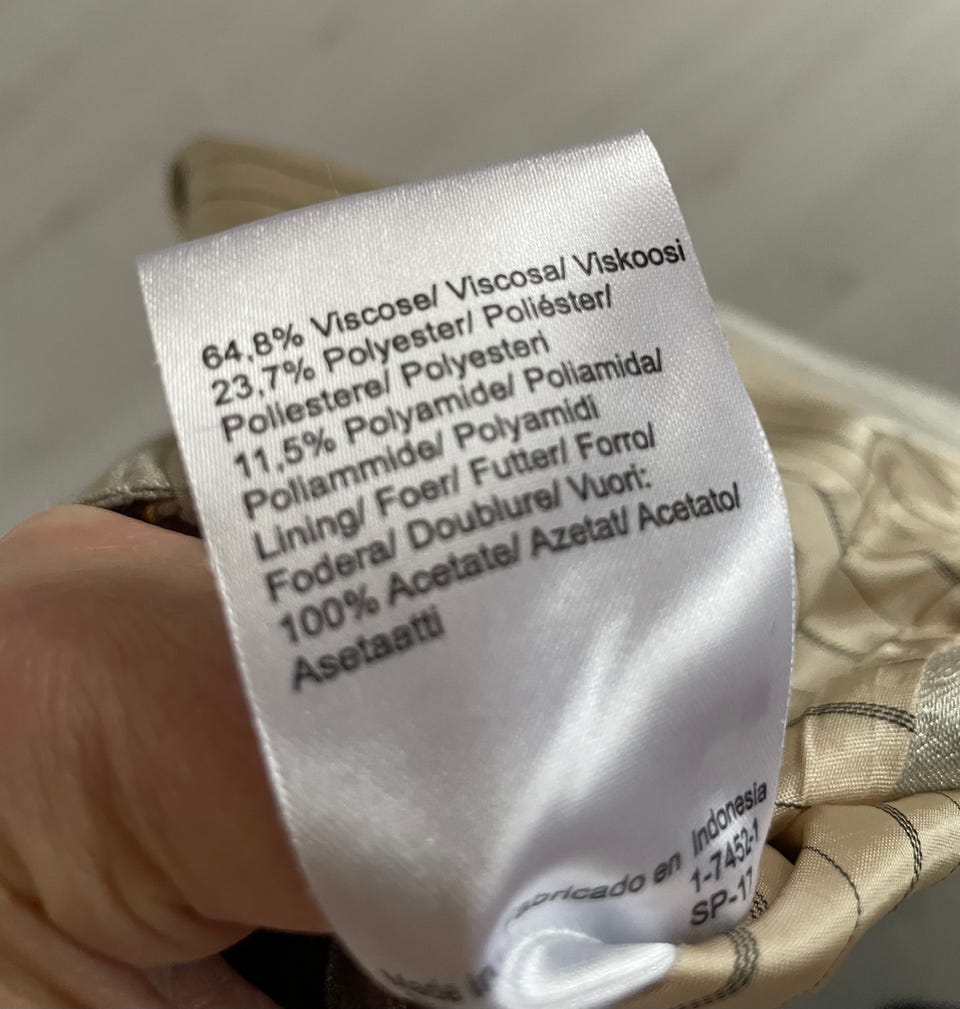 64,8% Viscose/ Viscosa/ Viskoosi
23,7% Polyester/ Poliéster/
Poliestere/ Polyesteri
11,5% Polyamide/ Poliamida/
Poliammide/ Polyamidi
Lining/ Foer/ Futter/ Forro/
Fodera/ Doublure/ Vuori:
100% Acetate/ Azetat/ Acetato/
Asetaatti
en Indonesia
1-7452-1
SP-17